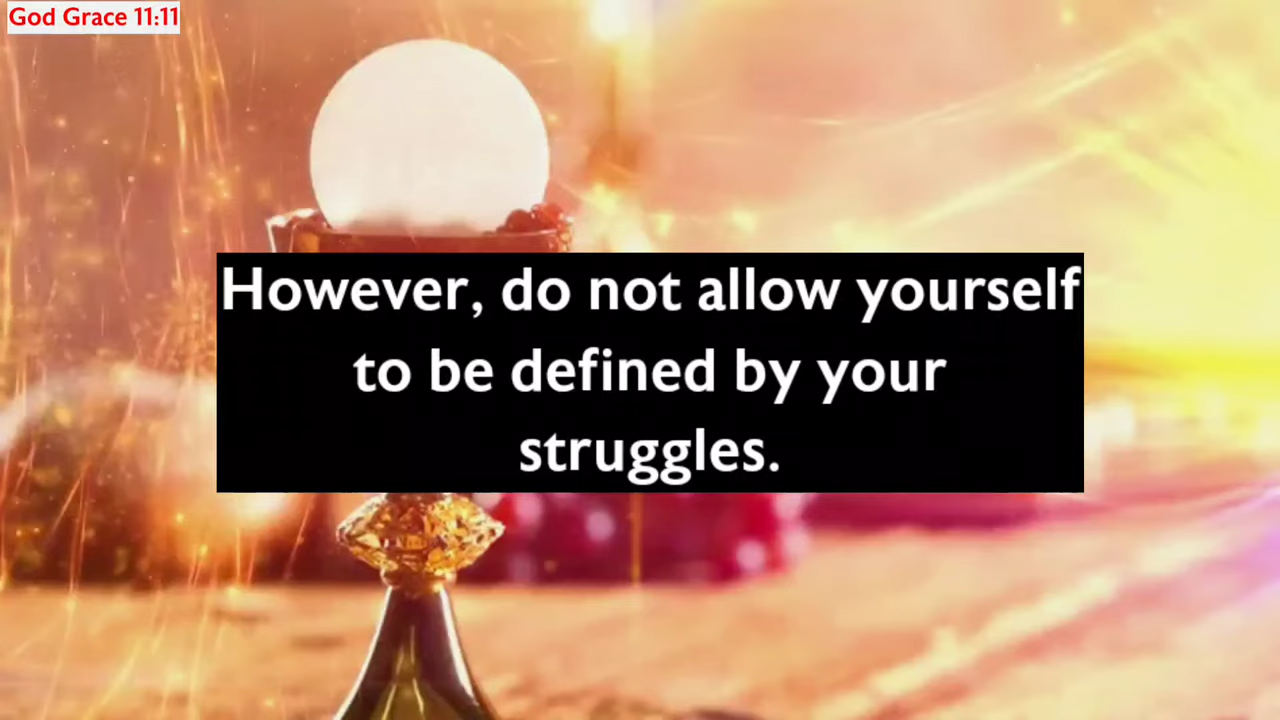 God Grace 11:11
However, do not allow yourself
to be defined by your
struggles.